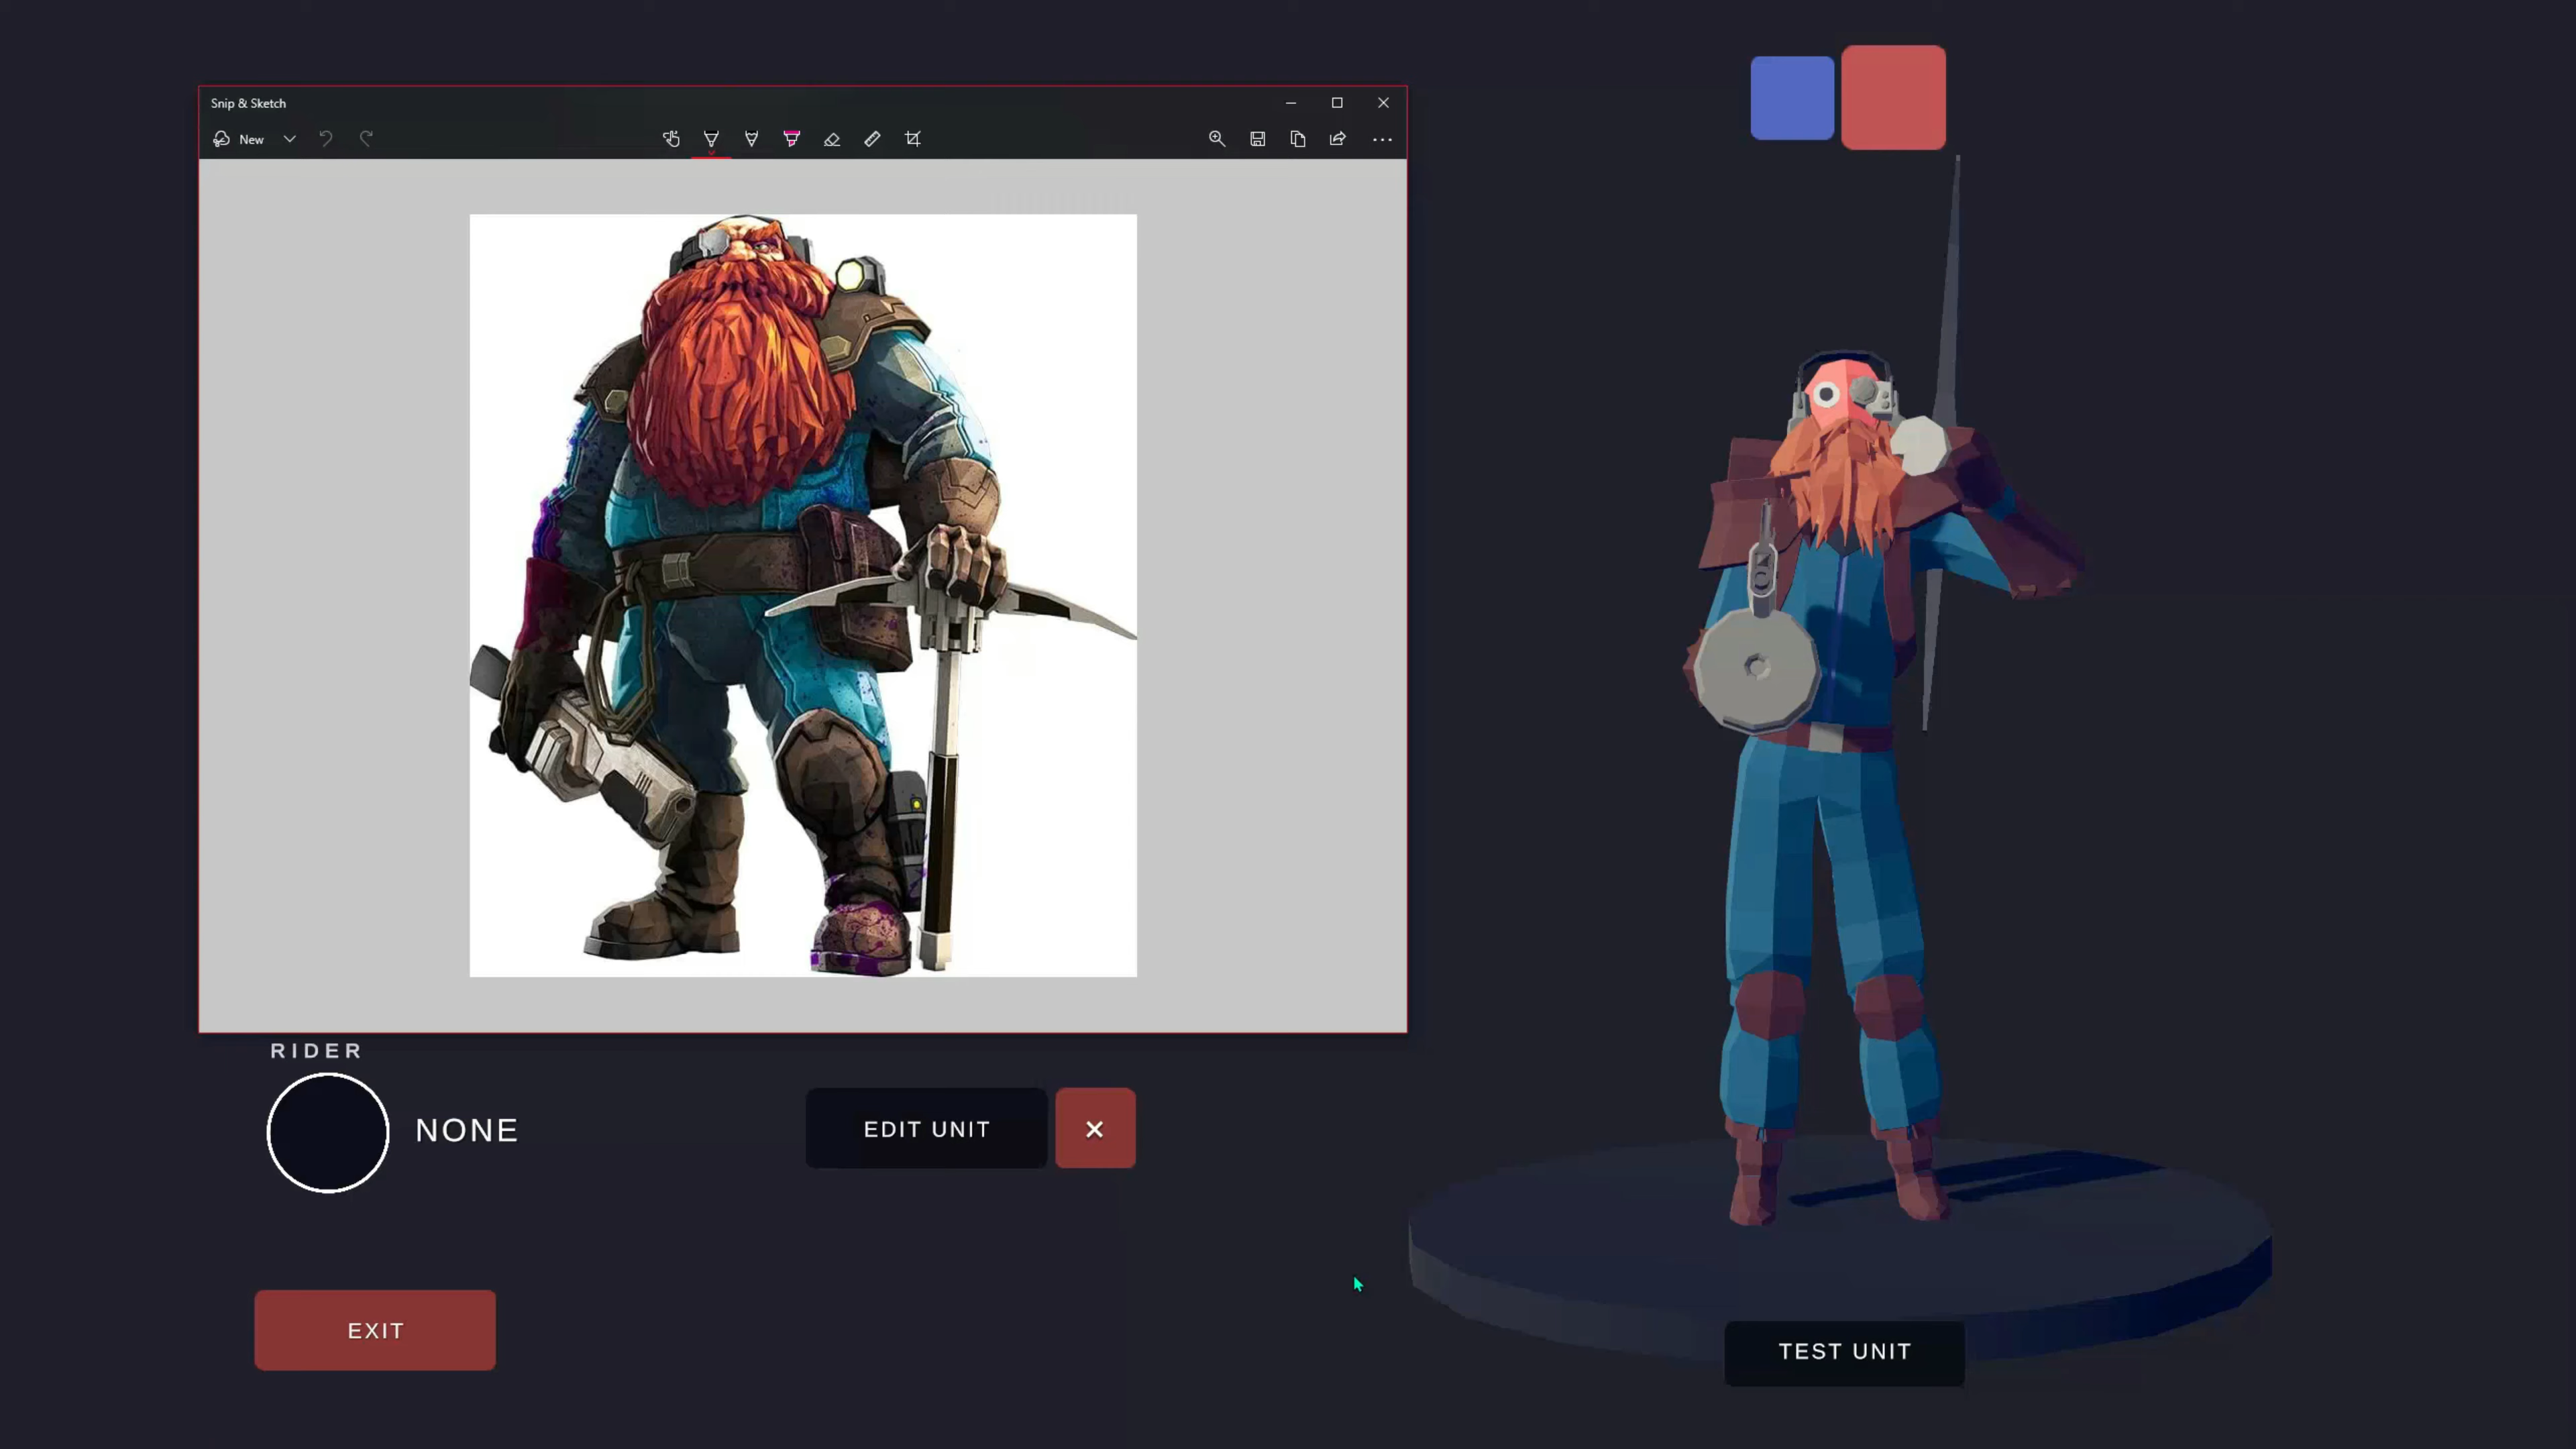 Snip & Sketch
New
RIDER
NONE
EDIT UNIT
EXIT
TEST UNIT